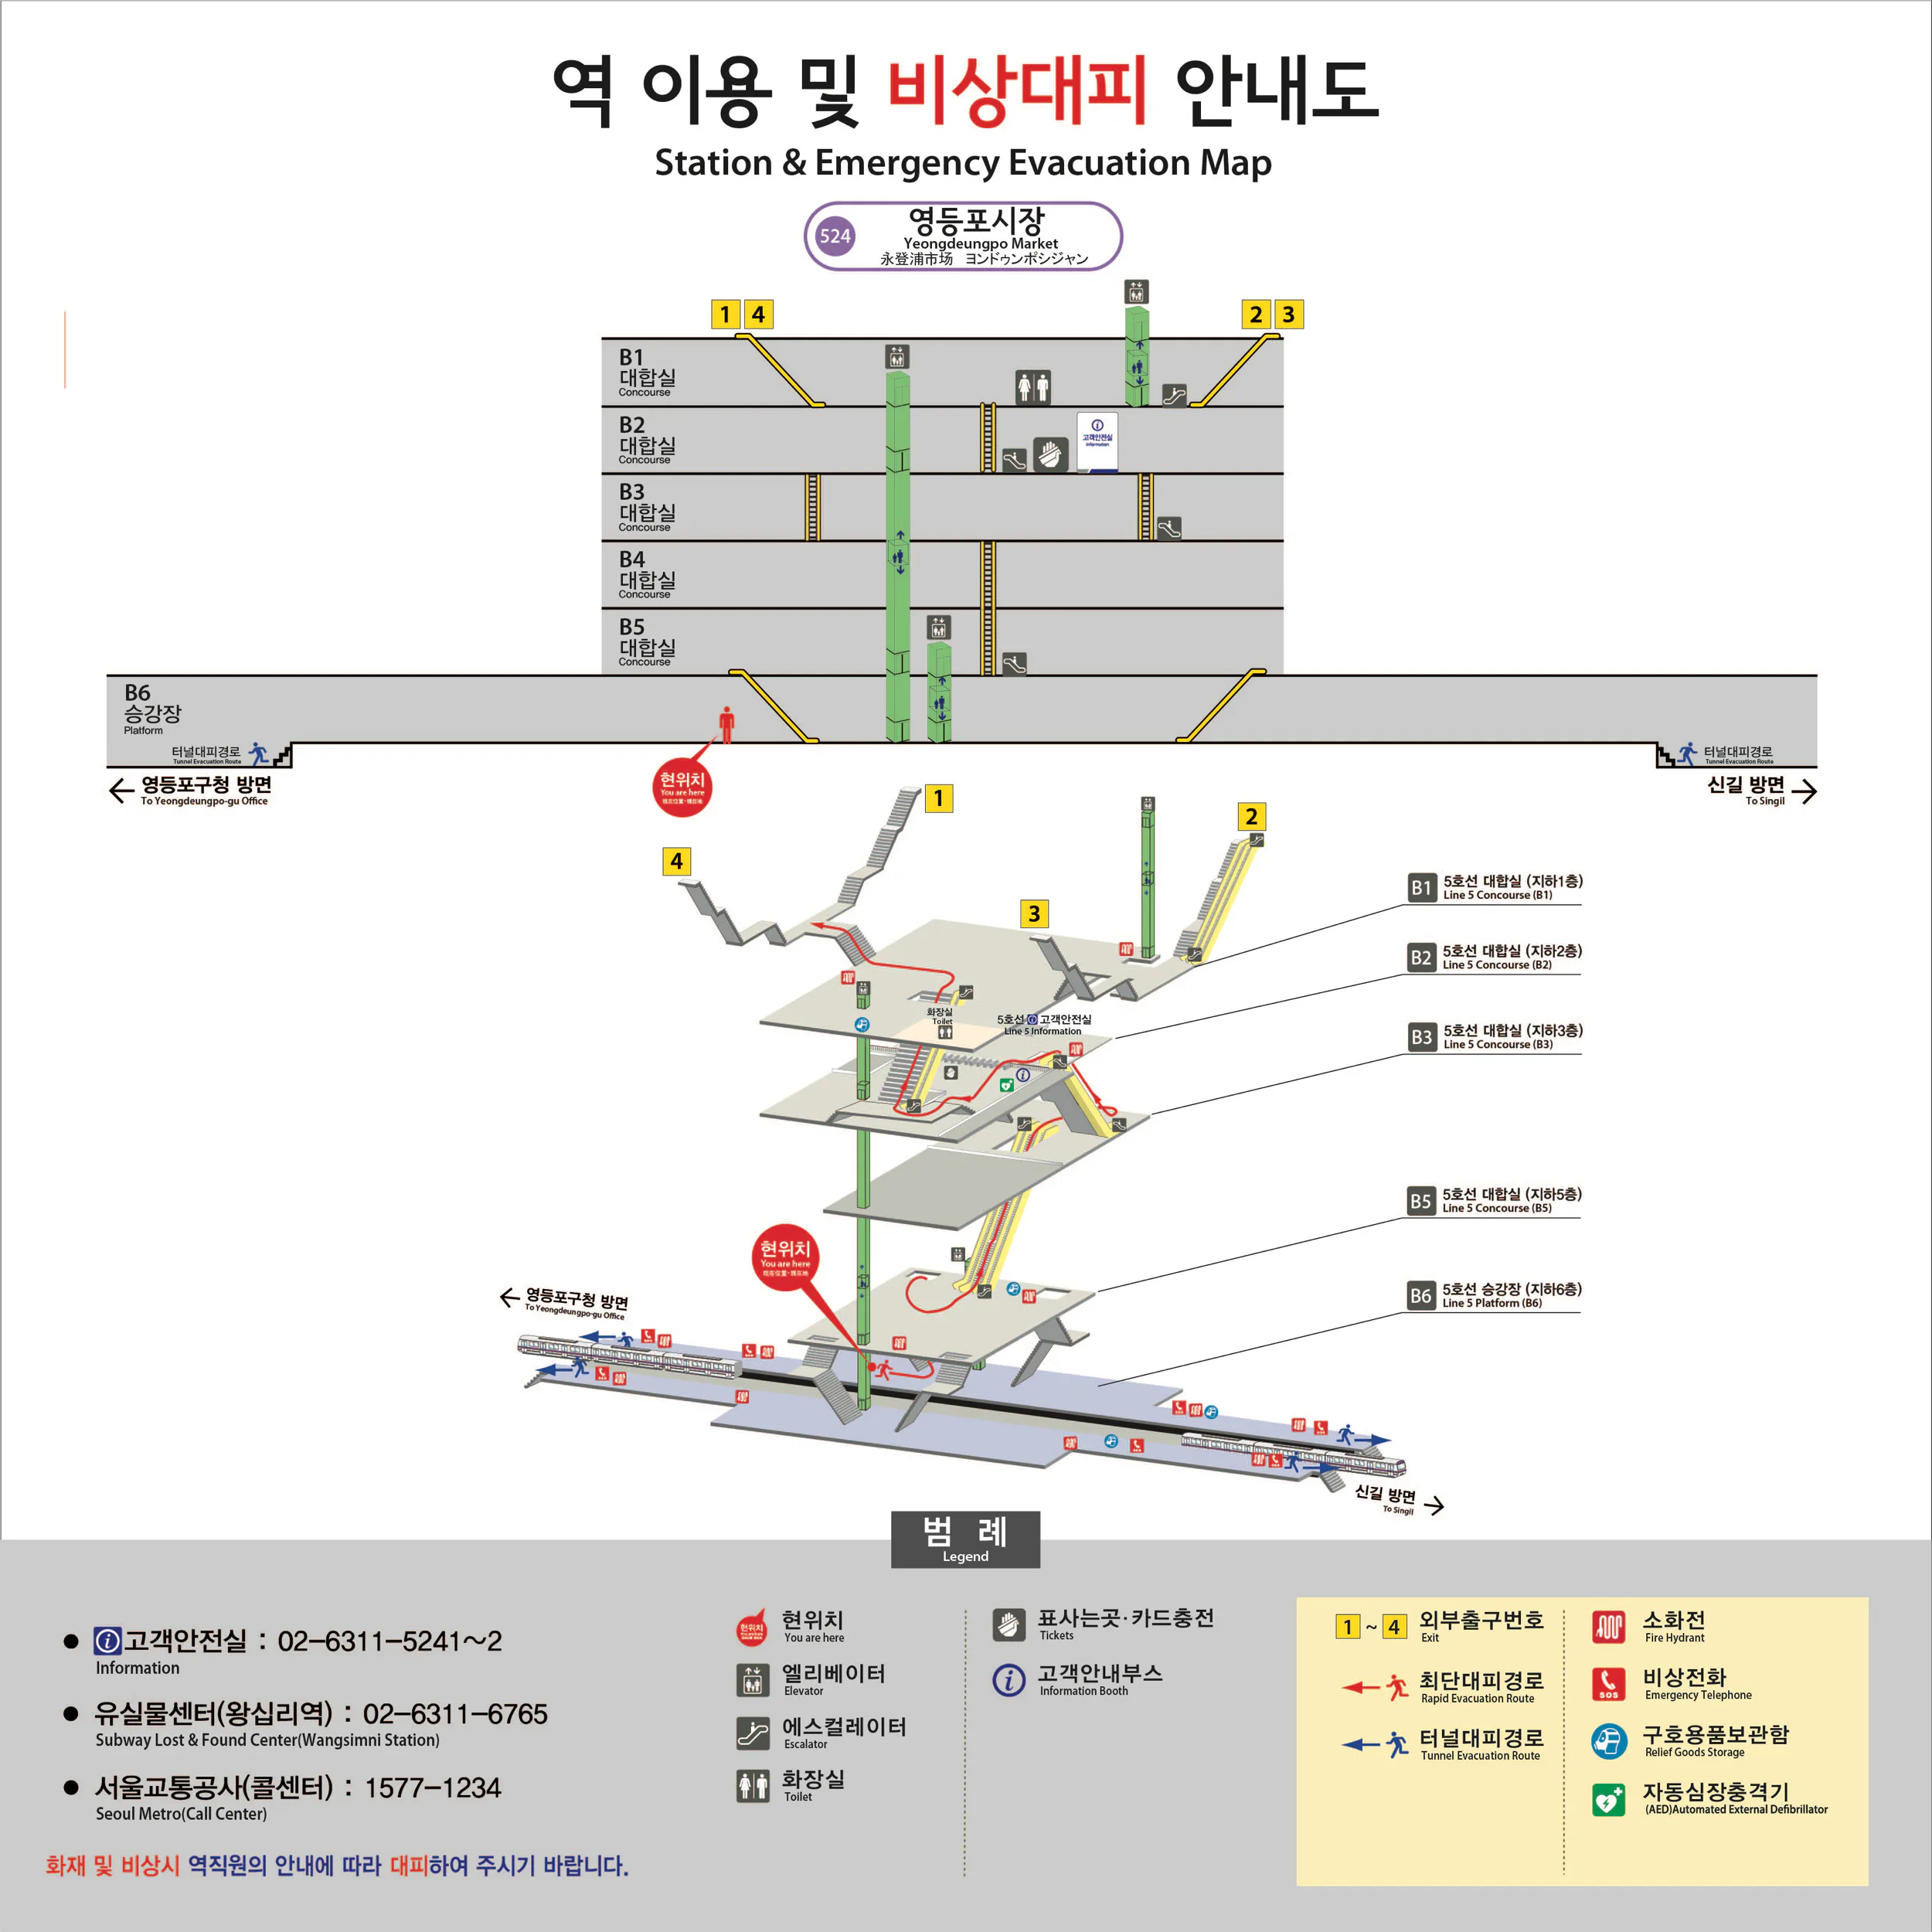 역 이용 및 비상대피 안내도
Station & Emergency Evacuation Map
524
영등포시장
Yeongdeungpo Market
永登浦市场 ヨンドゥンポシジャン
1 4
2 3
B1
대합실
Concourse
B2
대합실
Concourse
고객안전실
Information
B3
대합실
Concourse
B4
대합실
Concourse
B5
대합실
Concourse
B6
승강장
Platform
터널대피경로
Tunnel Evacuation Route
터널대피경로
Tunnel Evacuation Route
← 영등포구청 방면
To Yeongdeungpo-gu Office
현위치
You are here
신길 방면 →
To Singil
1
2
4
3
B1 5호선 대합실 (지하1층)
Line 5 Concourse (B1)
B2 5호선 대합실 (지하2층)
Line 5 Concourse (B2)
화장실
Toilet
5호선 고객안전실
Line 5 Information
B3 5호선 대합실 (지하3층)
Line 5 Concourse (B3)
B5 5호선 대합실 (지하5층)
Line 5 Concourse (B5)
현위치
You are here
B6 5호선 승강장 (지하6층)
Line 5 Platform (B6)
← 영등포구청 방면
To Yeongdeungpo-gu Office
신길 방면 →
To Singil
범 례
Legend
● 고객안전실 : 02-6311-5241~2
Information
● 유실물센터(왕십리역) : 02-6311-6765
Subway Lost & Found Center(Wangsimni Station)
● 서울교통공사(콜센터) : 1577-1234
Seoul Metro(Call Center)
화재 및 비상시 역직원의 안내에 따라 대피하여 주시기 바랍니다.
현위치
현위치
You are here
엘리베이터
Elevator
에스컬레이터
Escalator
화장실
Toilet
표사는곳·카드충전
Tickets
고객안내부스
Information Booth
1 ~ 4 외부출구번호
Exit
최단대피경로
Rapid Evacuation Route
터널대피경로
Tunnel Evacuation Route
소화전
Fire Hydrant
SOS
비상전화
Emergency Telephone
구호용품보관함
Relief Goods Storage
자동심장충격기
(AED)Automated External Defibrillator